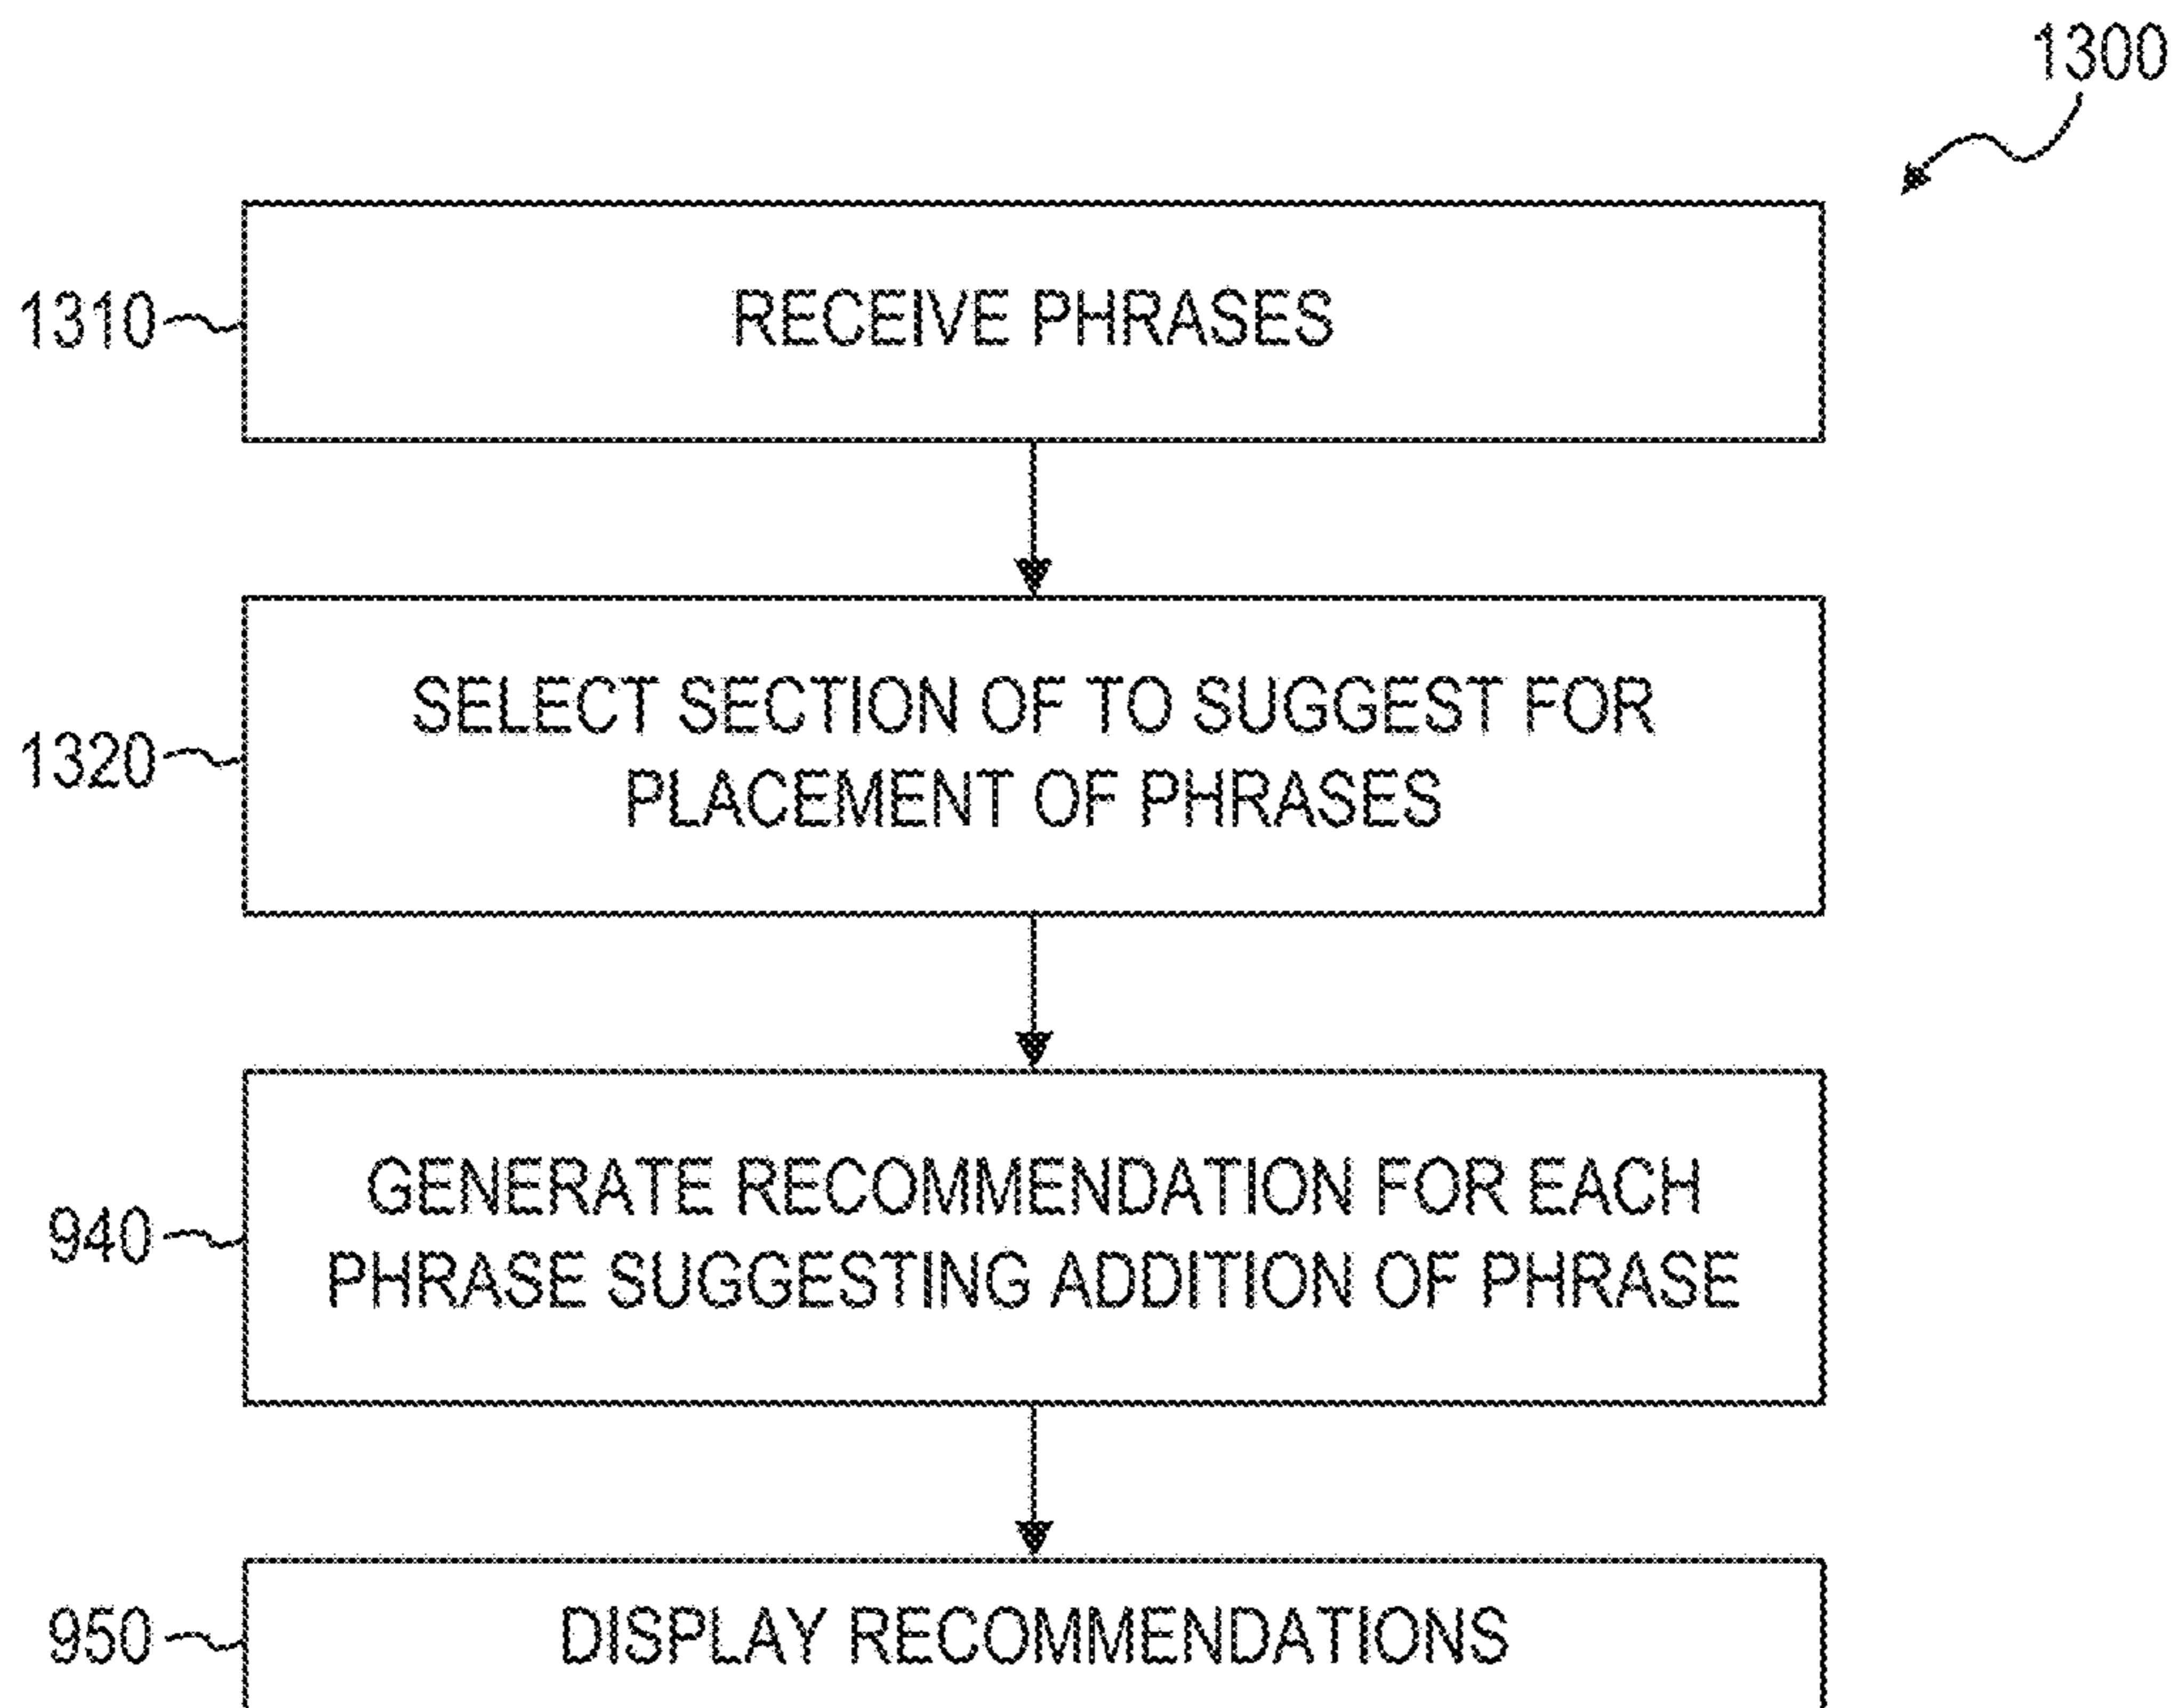 1300
1310
RECEIVE PHRASES
1320
SELECT SECTION OF TO SUGGEST FOR
PLACEMENT OF PHRASES
940
GENERATE RECOMMENDATION FOR EACH
PHRASE SUGGESTING ADDITION OF PHRASE
950
DISPLAY RECOMMENDATIONS